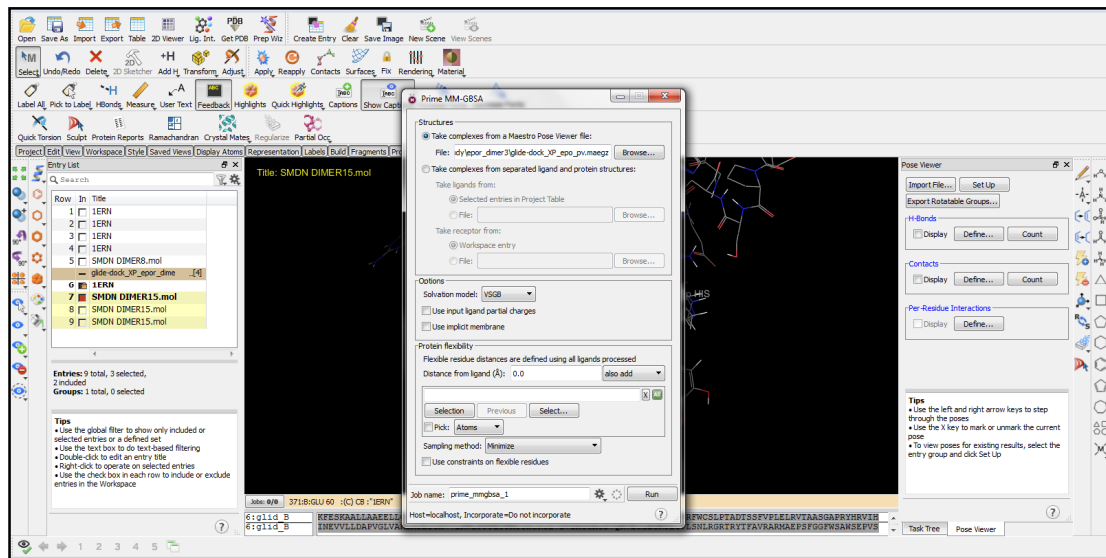 Open Save As Import Export Table 2D Viewer Lig. Int. Get PDB Prep Wiz Create Entry Clear Save Image New Scene View Scenes
Select Undo/Redo Delete 2D Sketcher Add H Transform Adjust Apply Reapply Contacts Surfaces Fix Rendering Material
Label All Pick to Label HBonds Measure User Text Feedback Highlights Quick Highlights Captions Show Capt
Quick Torsion Sculpt Protein Reports Ramachandran Crystal Mates Regularize Partial Occ
Project Edit View Workspace Style Saved Views Display Atoms Representation Labels Build Fragments Pro
Entry List
Search
Row In Title
1 1ERN
2 1ERN
3 1ERN
4 1ERN
5 SMDN DIMER8.mol
glide-dock_XP_epor_dime ..[4]
6 1ERN
7 SMDN DIMER15.mol
8 SMDN DIMER15.mol
9 SMDN DIMER15.mol
Entries: 9 total, 3 selected,
2 included
Groups: 1 total, 0 selected
Tips
• Use the global filter to show only included or
selected entries or a defined set
• Use the text box to do text-based filtering
• Double-click to edit an entry title
• Right-click to operate on selected entries
• Use the check box in each row to include or exclude
entries in the Workspace
Title: SMDN DIMER15.mol
HIS
Prime MM-GBSA
Structures
Take complexes from a Maestro Pose Viewer file:
File: idy\epor_dimer3\glide-dock_XP_epo_pv.maegz Browse...
Take complexes from separated ligand and protein structures:
Take ligands from:
Selected entries in Project Table
File: Browse...
Take receptor from:
Workspace entry
File: Browse...
Options
Solvation model: VSGB
Use input ligand partial charges
Use implicit membrane
Protein flexibility
Flexible residue distances are defined using all ligands processed
Distance from ligand (Å): 0.0 also add
X All
Selection Previous Select...
Pick: Atoms
Sampling method: Minimize
Use constraints on flexible residues
Job name: prime_mmgbsa_1 Run
Host=localhost, Incorporate=Do not incorporate
Pose Viewer
Import File... Set Up
Export Rotatable Groups...
H-Bonds
Display Define... Count
Contacts
Display Define... Count
Per-Residue Interactions
Display Define...
Tips
• Use the left and right arrow keys to step
through the poses
• Use the X key to mark or unmark the current
pose
• To view poses for existing results, select the
entry group and click Set Up
Task Tree Pose Viewer
Jobs: 0/0 371:B:GLU 60 :(C) CB :"1ERN"
6:glid_B KFESKAALLAAEELL RFWCSLPTADTSSFVPLELRVTAASGAPRYHRVIH
6:glid_B INEVVLLDAPVGLVA SNLRGRTRYTFAVRARMAEPSFGGFWSAWSEPVS
1 2 3 4 5